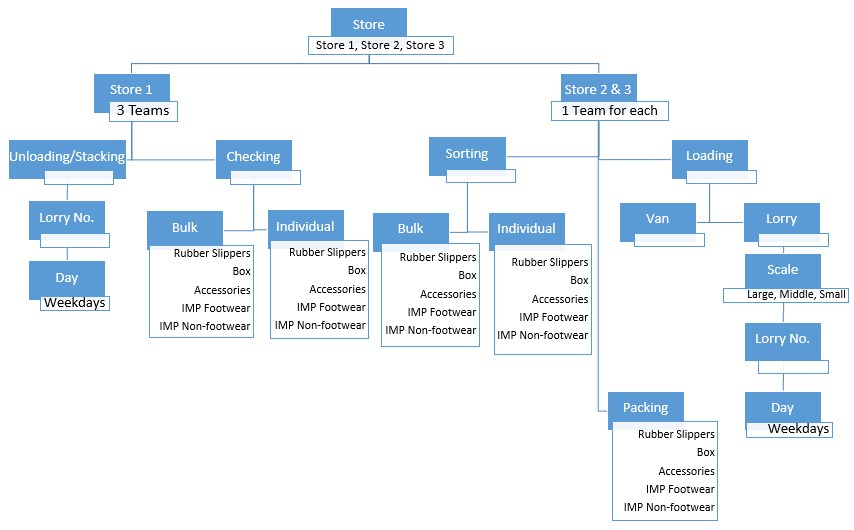 Store
Store 1, Store 2, Store 3
Store 1
3 Teams
Store 2 & 3
1 Team for each
Unloading/Stacking
Checking
Sorting
Loading
Lorry No.
Day
Weekdays
Bulk
Rubber Slippers
Box
Accessories
IMP Footwear
IMP Non-footwear
Individual
Rubber Slippers
Box
Accessories
IMP Footwear
IMP Non-footwear
Bulk
Rubber Slippers
Box
Accessories
IMP Footwear
IMP Non-footwear
Individual
Rubber Slippers
Box
Accessories
IMP Footwear
IMP Non-footwear
Van
Lorry
Scale
Large, Middle, Small
Lorry No.
Day
Weekdays
Packing
Rubber Slippers
Box
Accessories
IMP Footwear
IMP Non-footwear